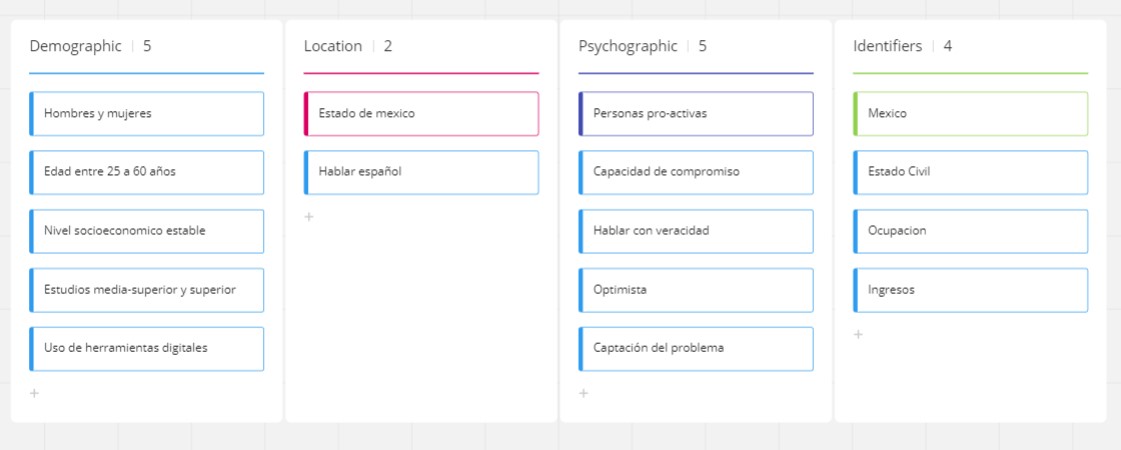 Demographic | 5
Hombres y mujeres
Edad entre 25 a 60 años
Nivel socioeconomico estable
Estudios media-superior y superior
Uso de herramientas digitales
+
Location | 2
Estado de mexico
Hablar español
+
Psychographic | 5
Personas pro-activas
Capacidad de compromiso
Hablar con veracidad
Optimista
Captación del problema
+
Identifiers | 4
Mexico
Estado Civil
Ocupacion
Ingresos
+